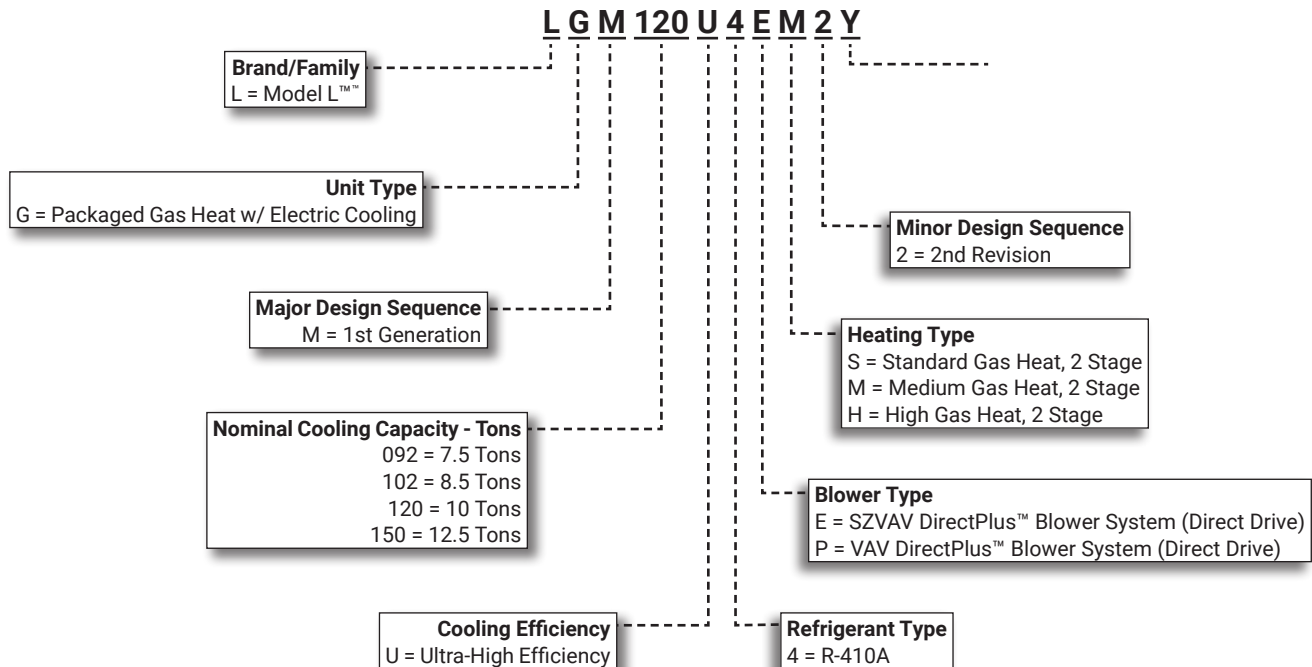 L G M 120 U 4 E M 2 Y
Brand/Family
L = Model L™™
Unit Type
G = Packaged Gas Heat w/ Electric Cooling
Major Design Sequence
M = 1st Generation
Nominal Cooling Capacity - Tons
092 = 7.5 Tons
102 = 8.5 Tons
120 = 10 Tons
150 = 12.5 Tons
Cooling Efficiency
U = Ultra-High Efficiency
Minor Design Sequence
2 = 2nd Revision
Heating Type
S = Standard Gas Heat, 2 Stage
M = Medium Gas Heat, 2 Stage
H = High Gas Heat, 2 Stage
Blower Type
E = SZVAV DirectPlus™ Blower System (Direct Drive)
P = VAV DirectPlus™ Blower System (Direct Drive)
Refrigerant Type
4 = R-410A